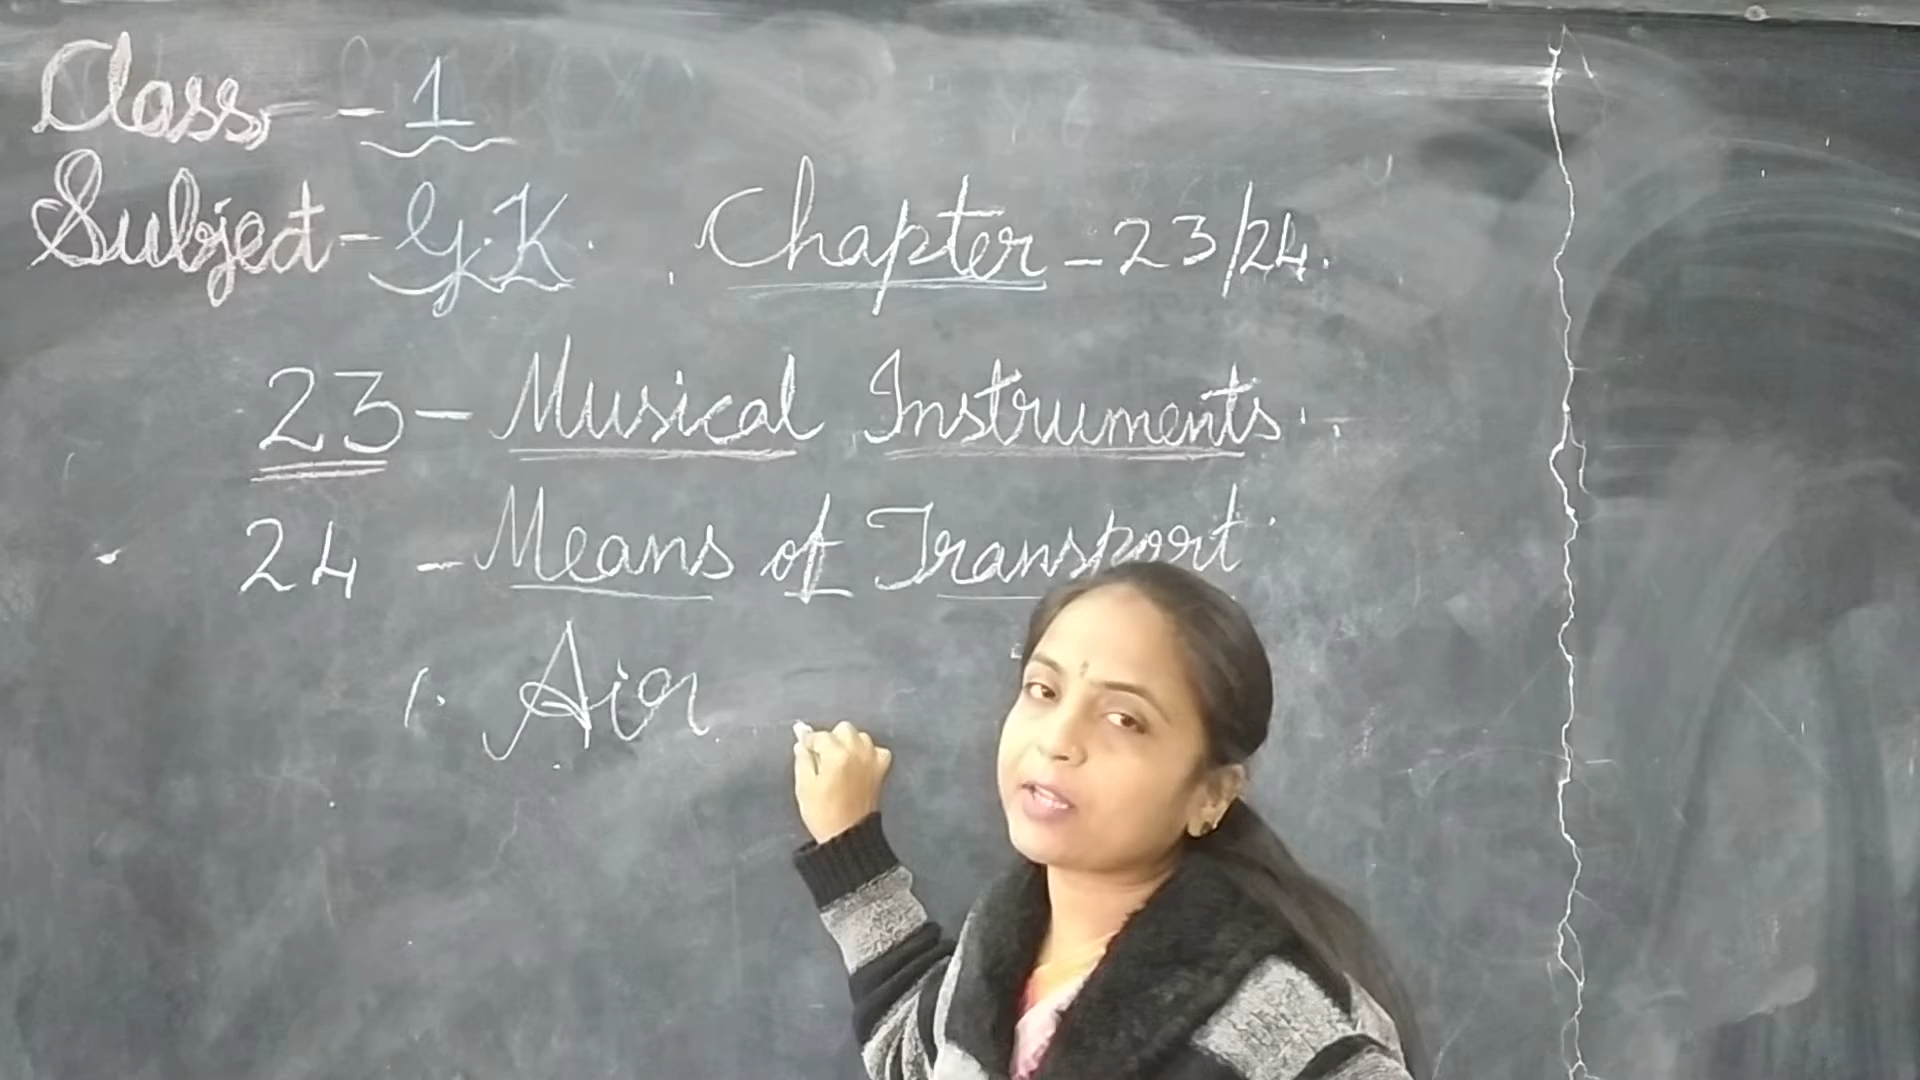 Class - 1
Subject - G.K. Chapter - 23/24.
23 - Musical Instruments.
24 - Means of Transport.
1. Air